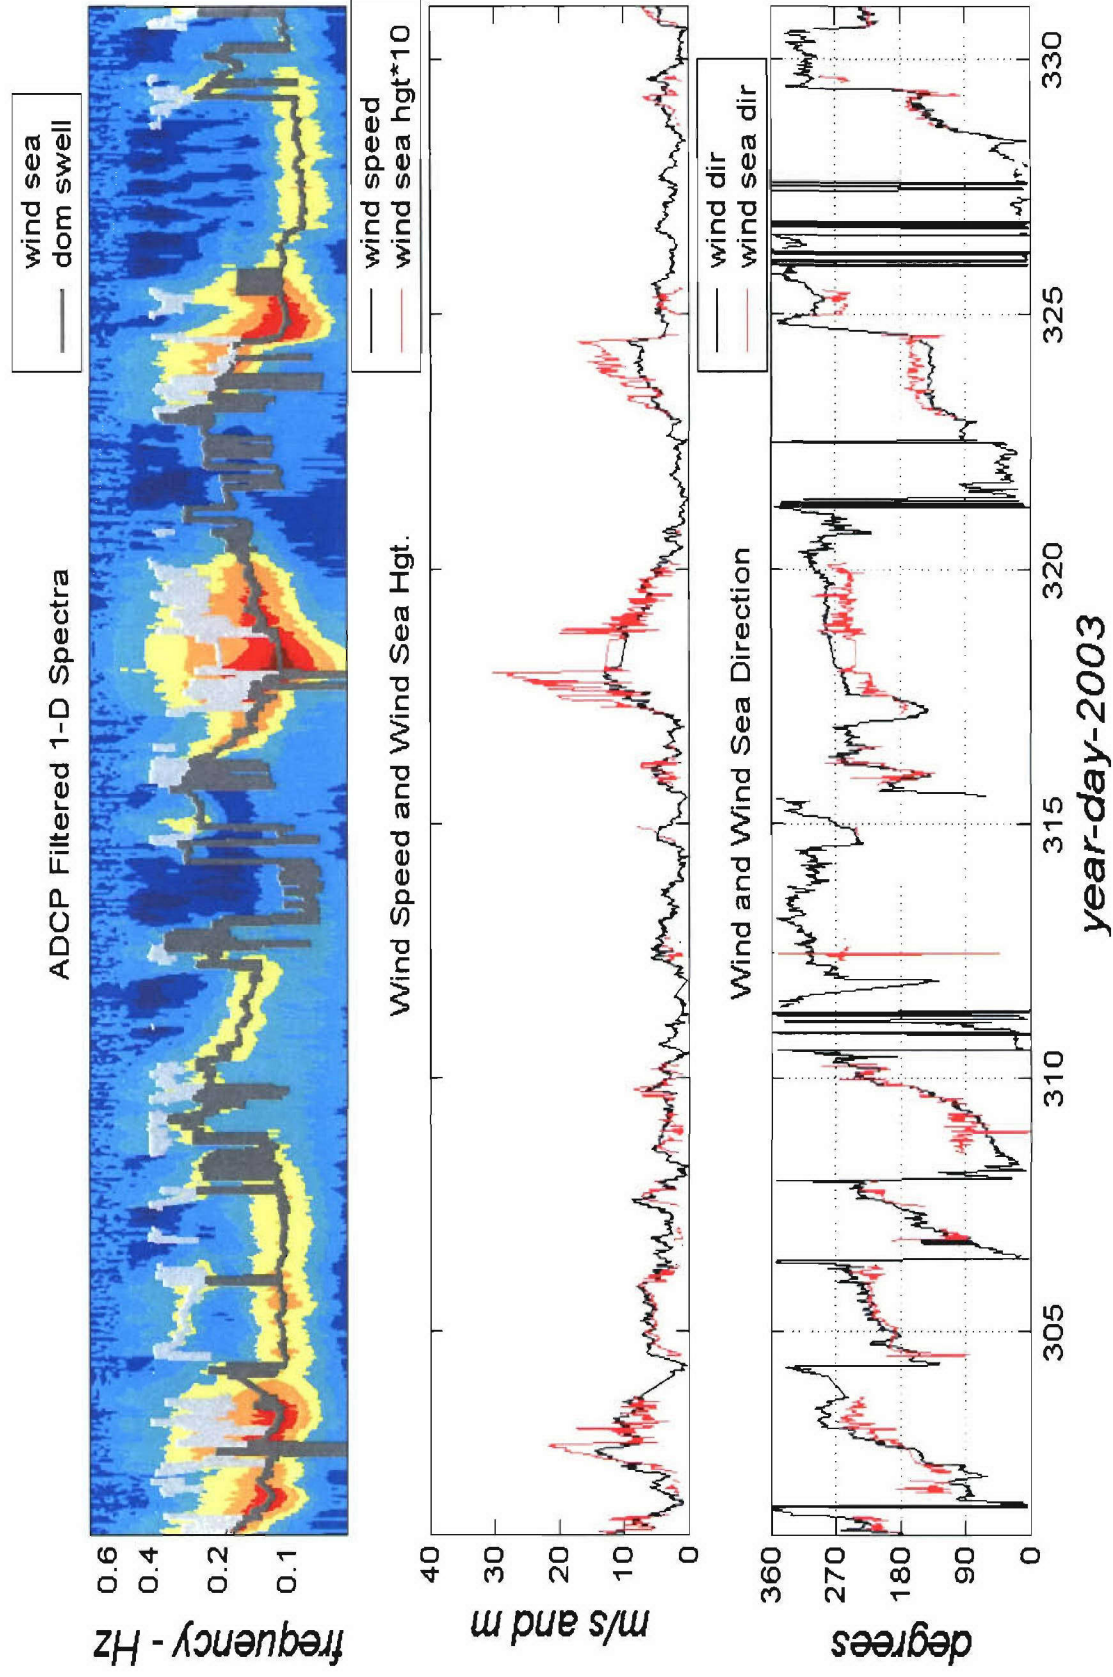 ADCP Filtered 1-D Spectra
wind sea
dom swell
0.6
0.4
0.2
0.1
frequency - Hz
Wind Speed and Wind Sea Hgt.
wind speed
wind sea hgt*10
40
30
20
10
0
m/s and m
Wind and Wind Sea Direction
wind dir
wind sea dir
360
270
180
90
0
degrees
305
310
315
320
325
330
year-day-2003